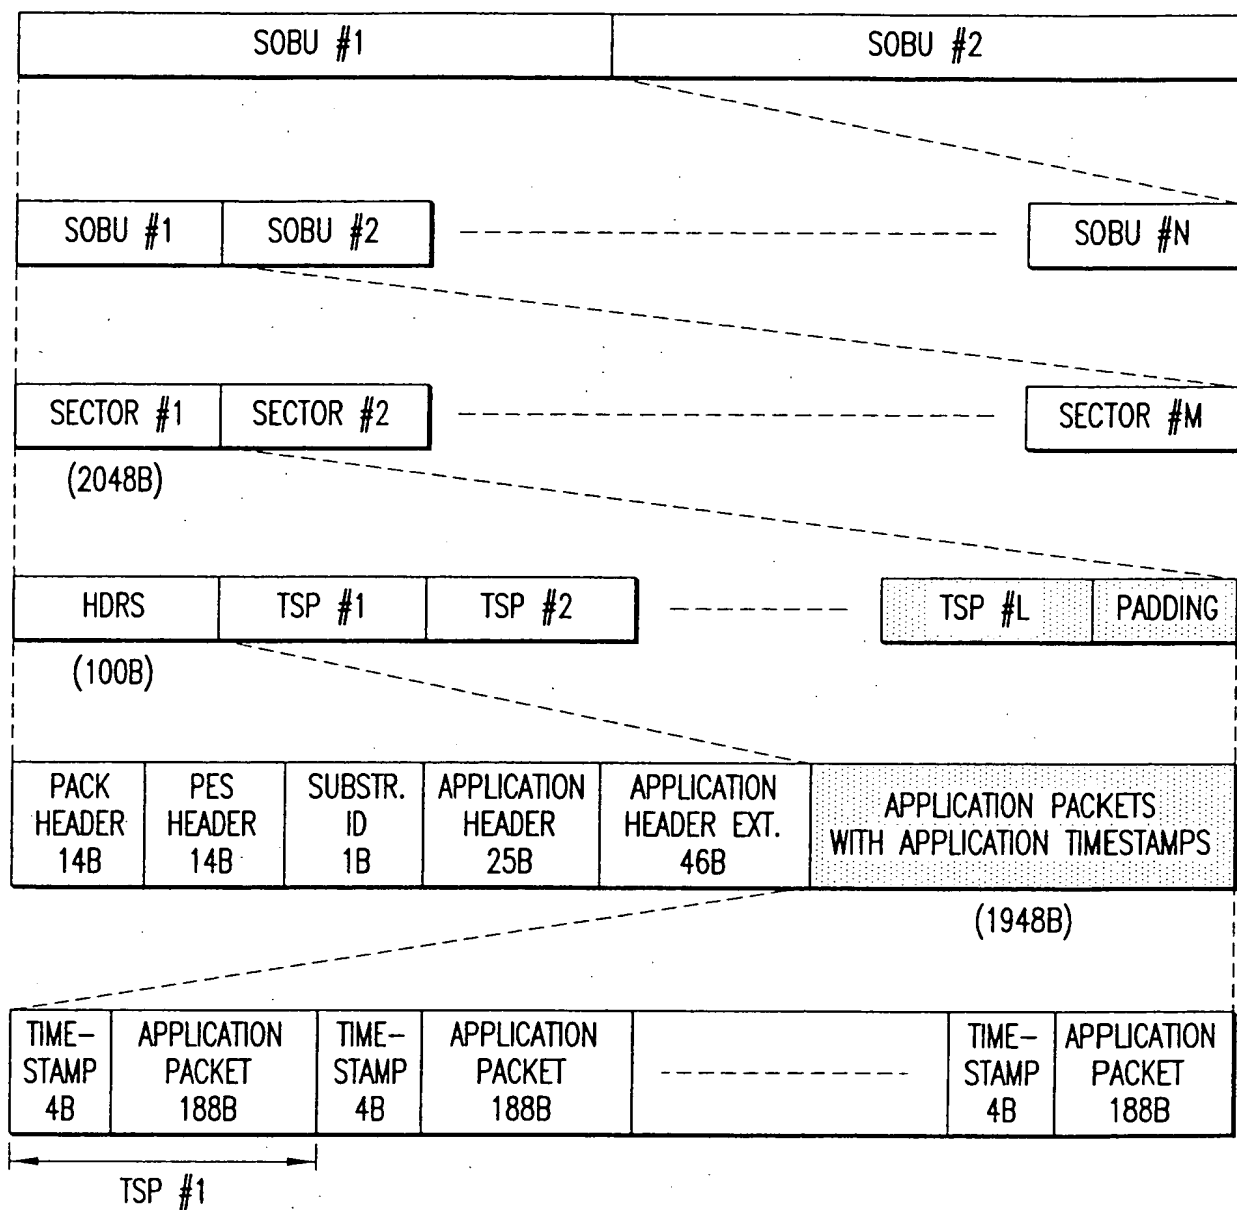 SOBU #1 SOBU #2
SOBU #1 SOBU #2 SOBU #N
SECTOR #1 SECTOR #2 SECTOR #M
(2048B)
HDRS TSP #1 TSP #2 TSP #L PADDING
(100B)
PACK
HEADER
14B
PES
HEADER
14B
SUBSTR.
ID
1B
APPLICATION
HEADER
25B
APPLICATION
HEADER EXT.
46B
APPLICATION PACKETS
WITH APPLICATION TIMESTAMPS
(1948B)
TIME-
STAMP
4B
APPLICATION
PACKET
188B
TIME-
STAMP
4B
APPLICATION
PACKET
188B
TIME-
STAMP
4B
APPLICATION
PACKET
188B
TSP #1